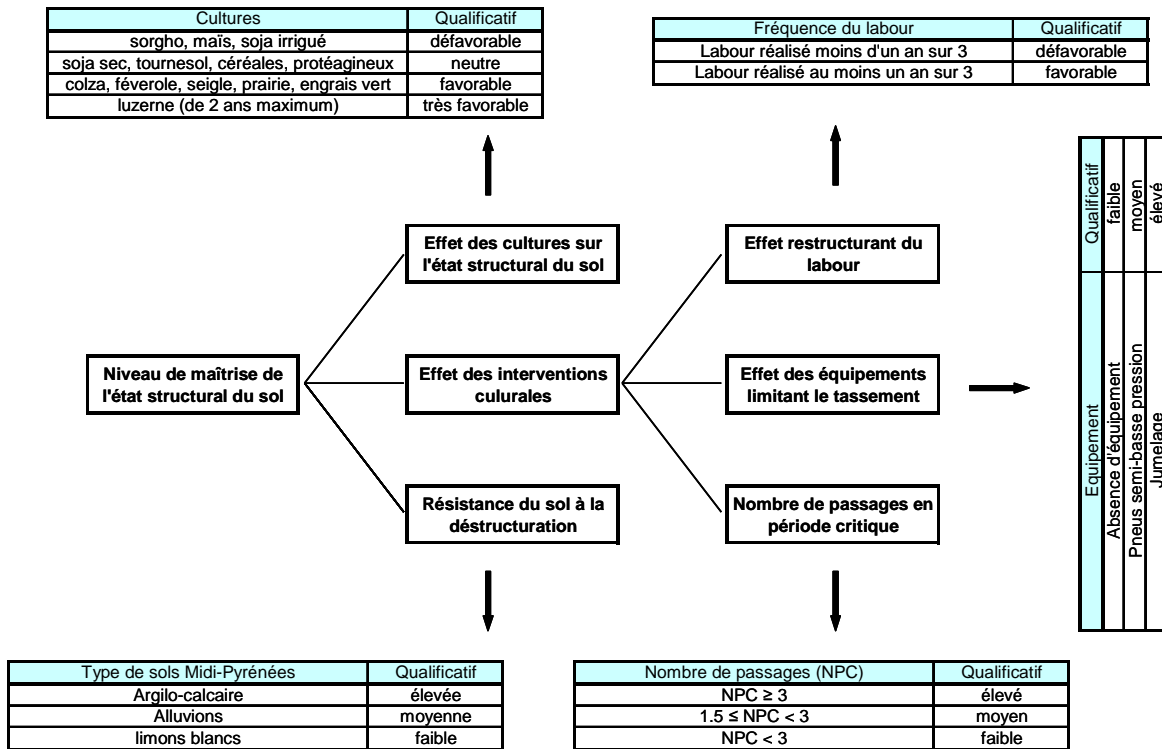 Cultures Qualificatif
sorgho, maïs, soja irrigué défavorable
soja sec, tournesol, céréales, protéagineux neutre
colza, féverole, seigle, prairie, engrais vert favorable
luzerne (de 2 ans maximum) très favorable
Fréquence du labour Qualificatif
Labour réalisé moins d'un an sur 3 défavorable
Labour réalisé au moins un an sur 3 favorable
Effet des cultures sur
l'état structural du sol
Effet restructurant du
labour
Niveau de maîtrise de
l'état structural du sol
Effet des interventions
culurales
Effet des équipements
limitant le tassement
Résistance du sol à la
déstructuration
Nombre de passages en
période critique
Equipement Qualificatif
Absence d'équipement faible
Pneus semi-basse pression moyen
Jumelage élevé
Type de sols Midi-Pyrénées Qualificatif
Argilo-calcaire élevée
Alluvions moyenne
limons blancs faible
Nombre de passages (NPC) Qualificatif
NPC ≥ 3 élevé
1.5 ≤ NPC < 3 moyen
NPC < 3 faible